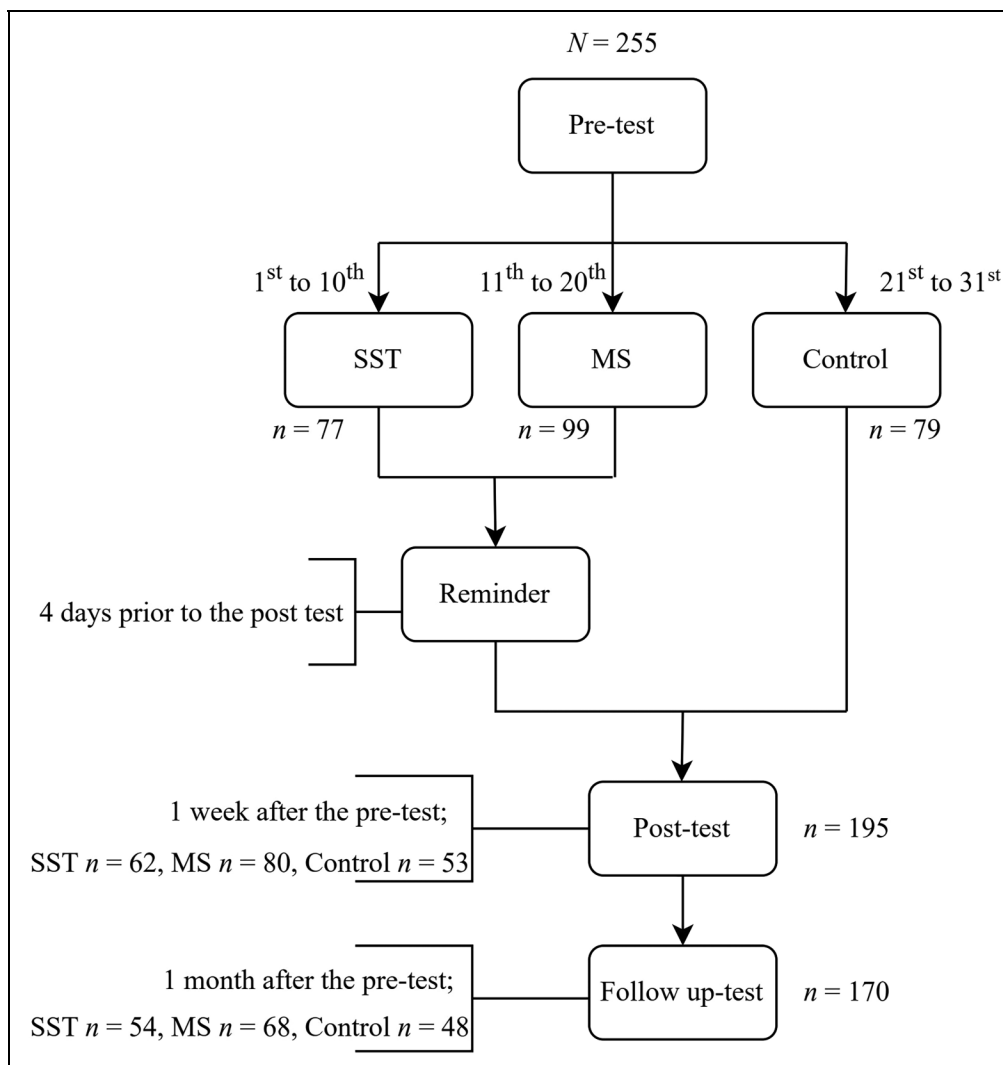 N = 255
Pre-test
1st to 10th
11th to 20th
21st to 31st
SST
MS
Control
n = 77
n = 99
n = 79
Reminder
4 days prior to the post test
1 week after the pre-test;
SST n = 62, MS n = 80, Control n = 53
Post-test
n = 195
1 month after the pre-test;
SST n = 54, MS n = 68, Control n = 48
Follow up-test
n = 170